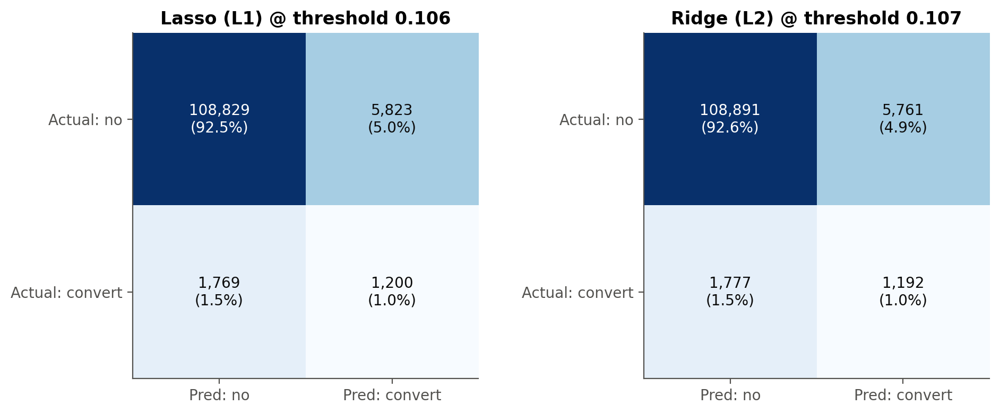 Lasso (L1) @ threshold 0.106
108,829
(92.5%)
5,823
(5.0%)
Actual: no
1,769
(1.5%)
1,200
(1.0%)
Actual: convert
Pred: no
Pred: convert
Ridge (L2) @ threshold 0.107
108,891
(92.6%)
5,761
(4.9%)
Actual: no
1,777
(1.5%)
1,192
(1.0%)
Actual: convert
Pred: no
Pred: convert